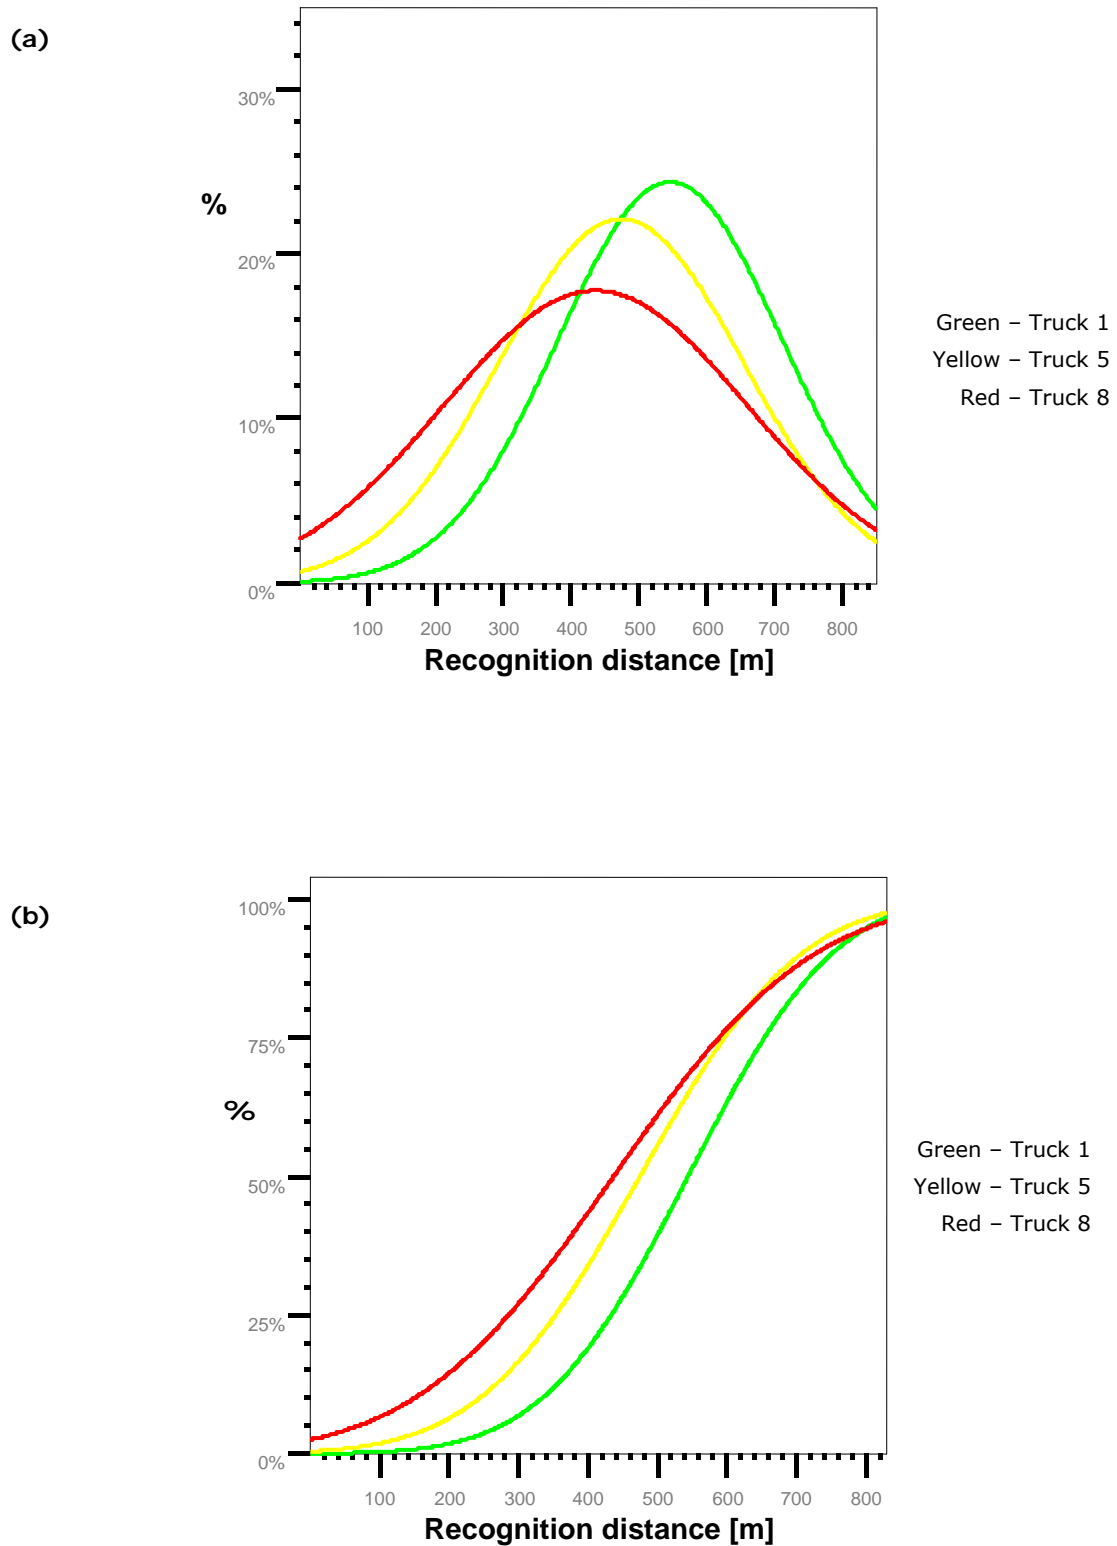 (a)
30%
%
20%
Green – Truck 1
Yellow – Truck 5
Red – Truck 8
10%
0%
100 200 300 400 500 600 700 800
Recognition distance [m]
(b)
100%
75%
%
Green – Truck 1
50%
Yellow – Truck 5
Red – Truck 8
25%
0%
100 200 300 400 500 600 700 800
Recognition distance [m]